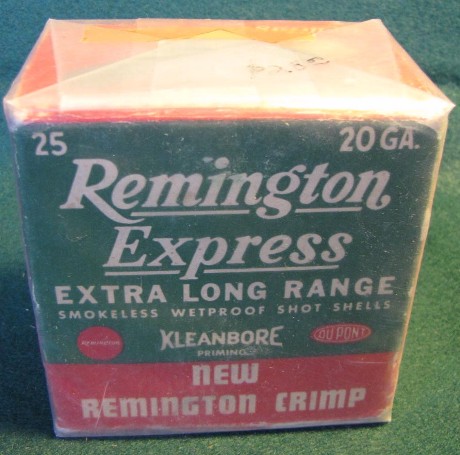 25 20 GA.
Remington
Express
EXTRA LONG RANGE
SMOKELESS WETPROOF SHOT SHELLS
REMINGTON KLEANBORE DU PONT
PRIMING
NEW
REMINGTON CRIMP